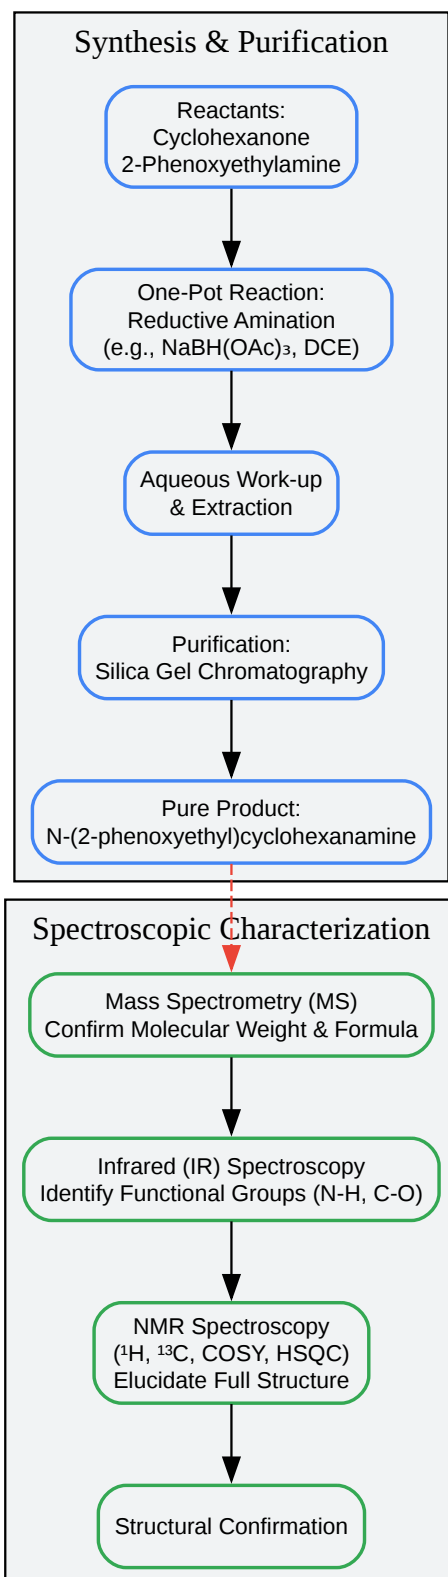 Synthesis & Purification
Reactants:
Cyclohexanone
2-Phenoxyethylamine
One-Pot Reaction:
Reductive Amination
(e.g., NaBH(OAc)₃, DCE)
Aqueous Work-up
& Extraction
Purification:
Silica Gel Chromatography
Pure Product:
N-(2-phenoxyethyl)cyclohexanamine
Spectroscopic Characterization
Mass Spectrometry (MS)
Confirm Molecular Weight & Formula
Infrared (IR) Spectroscopy
Identify Functional Groups (N-H, C-O)
NMR Spectroscopy
(¹H, ¹³C, COSY, HSQC)
Elucidate Full Structure
Structural Confirmation